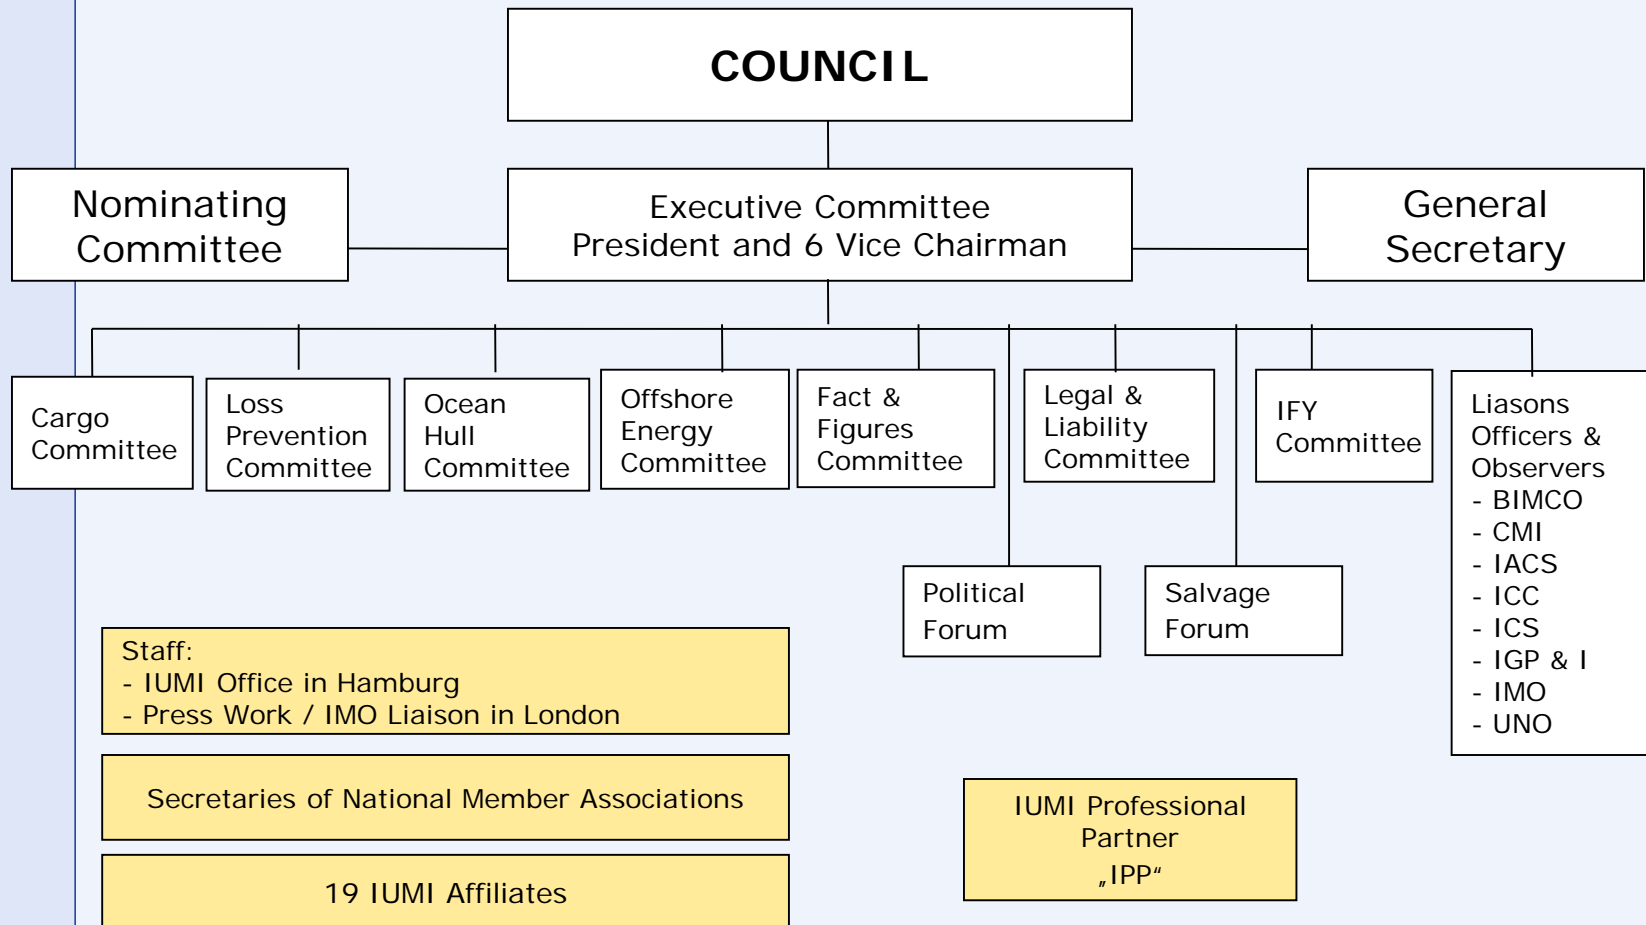 COUNCIL
Nominating
Committee
Executive Committee
President and 6 Vice Chairman
General
Secretary
Cargo
Committee
Loss
Prevention
Committee
Ocean
Hull
Committee
Offshore
Energy
Committee
Fact &
Figures
Committee
Legal &
Liability
Committee
IFY
Committee
Liasons
Officers &
Observers
- BIMCO
- CMI
- IACS
- ICC
- ICS
- IGP & I
- IMO
- UNO
Political
Forum
Salvage
Forum
Staff:
- IUMI Office in Hamburg
- Press Work / IMO Liaison in London
Secretaries of National Member Associations
19 IUMI Affiliates
IUMI Professional
Partner
„IPP“